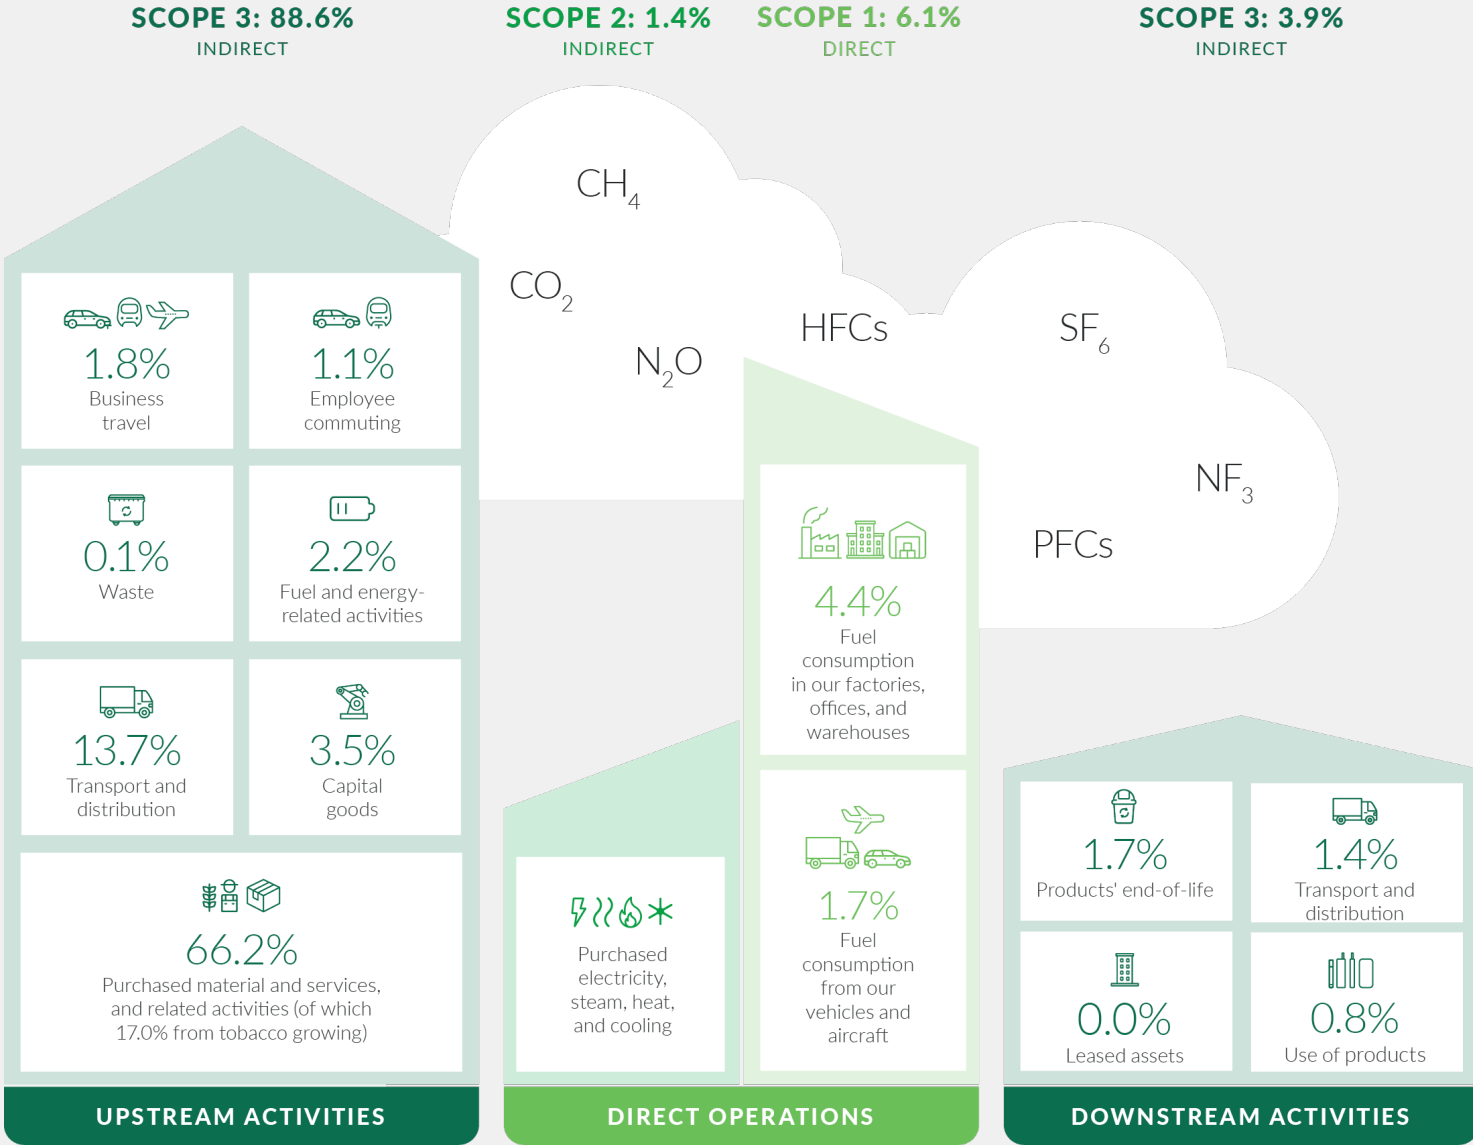 SCOPE 3: 88.6%
INDIRECT
SCOPE 2: 1.4%
INDIRECT
SCOPE 1: 6.1%
DIRECT
SCOPE 3: 3.9%
INDIRECT
CH4
CO2
N2O
HFCs
SF6
NF3
PFCs
1.8%
Business
travel
1.1%
Employee
commuting
0.1%
Waste
2.2%
Fuel and energy-
related activities
13.7%
Transport and
distribution
3.5%
Capital
goods
66.2%
Purchased material and services,
and related activities (of which
17.0% from tobacco growing)
UPSTREAM ACTIVITIES
Purchased
electricity,
steam, heat,
and cooling
4.4%
Fuel
consumption
in our factories,
offices, and
warehouses
1.7%
Fuel
consumption
from our
vehicles and
aircraft
DIRECT OPERATIONS
1.7%
Products' end-of-life
1.4%
Transport and
distribution
0.0%
Leased assets
0.8%
Use of products
DOWNSTREAM ACTIVITIES